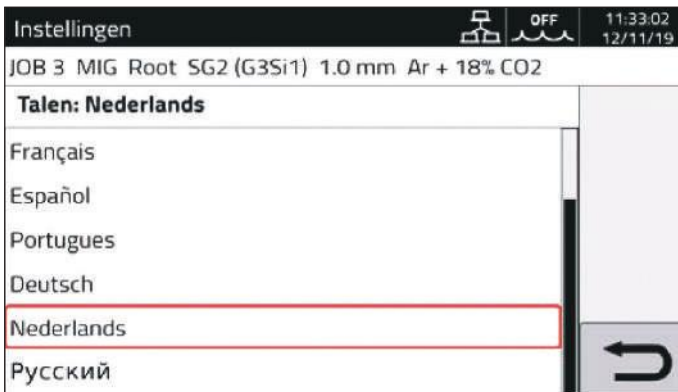 Instellingen
OFF
11:33:02
12/11/19
JOB 3 MIG Root SG2 (G3Si1) 1.0 mm Ar + 18% CO2
Talen: Nederlands
Français
Español
Portugues
Deutsch
Nederlands
Русский